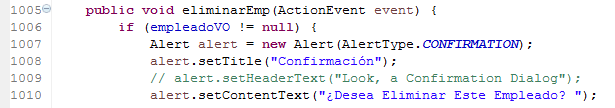 1005 public void eliminarEmp(ActionEvent event) {
1006 if (empleadoVO != null) {
1007 Alert alert = new Alert(AlertType.CONFIRMATION);
1008 alert.setTitle("Confirmación");
1009 // alert.setHeaderText("Look, a Confirmation Dialog");
1010 alert.setContentText("¿Desea Eliminar Este Empleado? ");